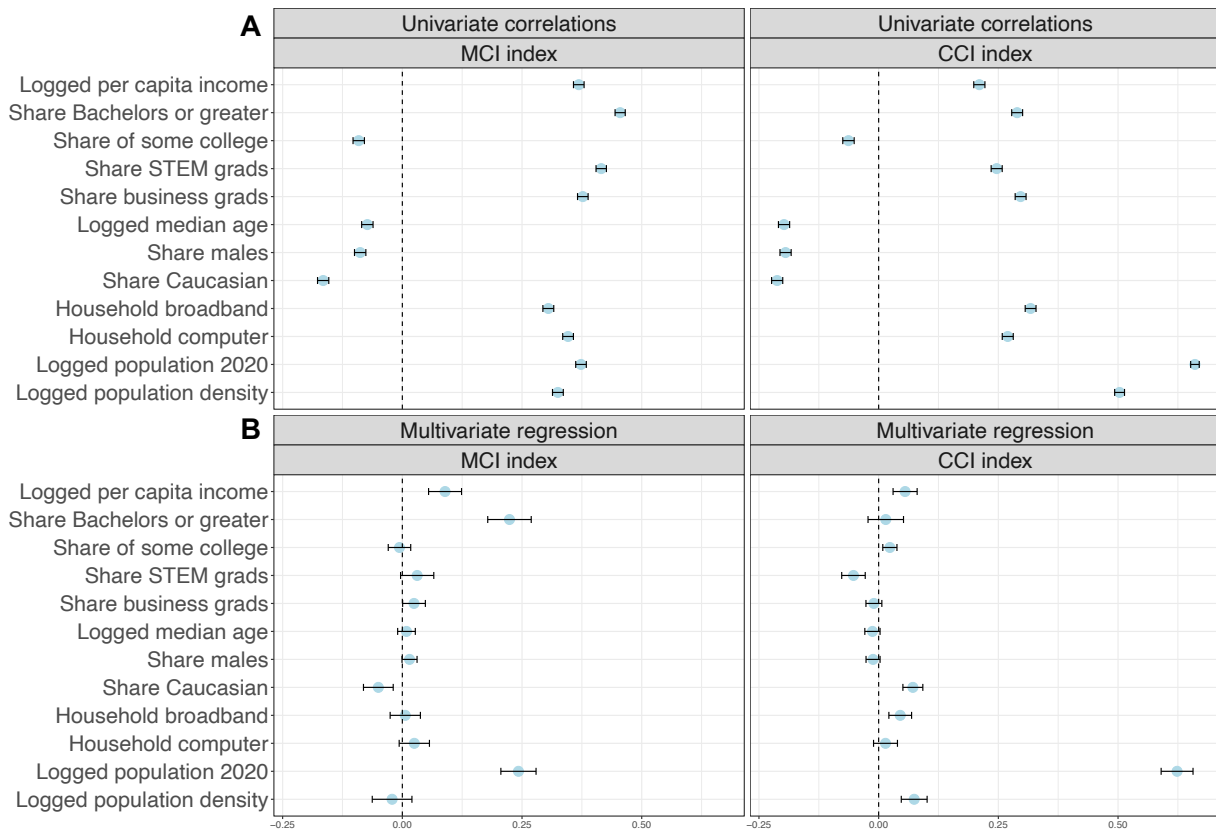 A
Univariate correlations
Univariate correlations
MCI index
CCI index
Logged per capita income
Share Bachelors or greater
Share of some college
Share STEM grads
Share business grads
Logged median age
Share males
Share Caucasian
Household broadband
Household computer
Logged population 2020
Logged population density
B
Multivariate regression
Multivariate regression
MCI index
CCI index
Logged per capita income
Share Bachelors or greater
Share of some college
Share STEM grads
Share business grads
Logged median age
Share males
Share Caucasian
Household broadband
Household computer
Logged population 2020
Logged population density
−0.25 0.00 0.25 0.50
−0.25 0.00 0.25 0.50